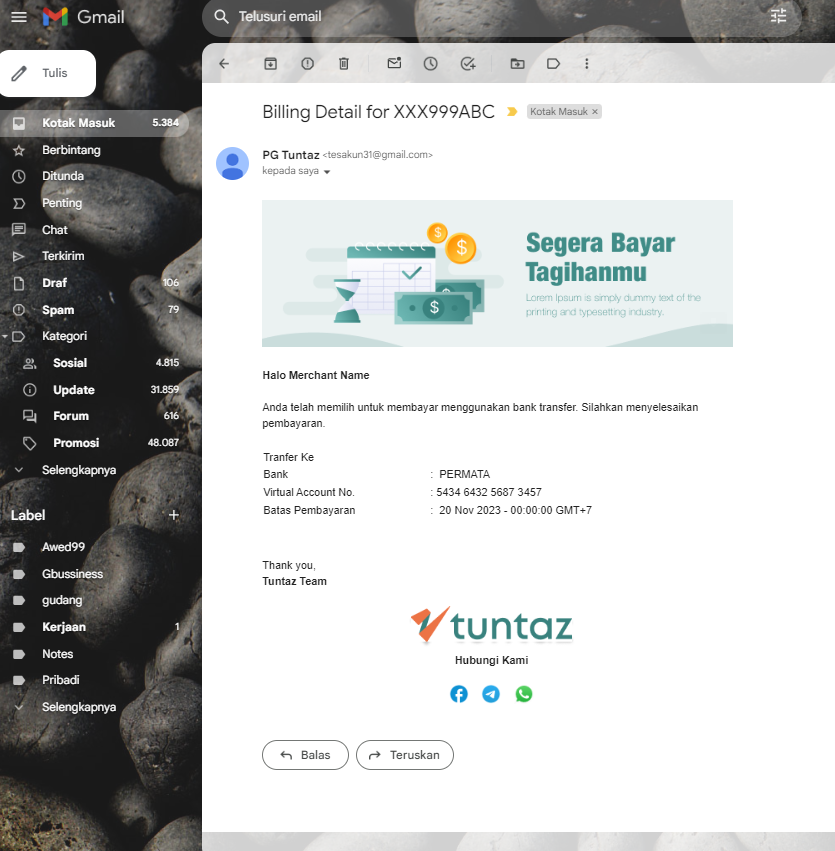 Gmail
Telusuri email
Tulis
Kotak Masuk 5.384
Berbintang
Ditunda
Penting
Chat
Terkirim
Draf 106
Spam 79
Kategori
Sosial 4.815
Update 31.859
Forum 616
Promosi 48.087
Selengkapnya
Label +
Awed99
Gbussiness
gudang
Kerjaan 1
Notes
Pribadi
Selengkapnya
Billing Detail for XXX999ABC Kotak Masuk ×
PG Tuntaz <tesakun31@gmail.com>
kepada saya
Segera Bayar
Tagihanmu
Lorem Ipsum is simply dummy text of the
printing and typesetting industry.
Halo Merchant Name
Anda telah memilih untuk membayar menggunakan bank transfer. Silahkan menyelesaikan
pembayaran.
Tranfer Ke
Bank : PERMATA
Virtual Account No. : 5434 6432 5687 3457
Batas Pembayaran : 20 Nov 2023 - 00:00:00 GMT+7
Thank you,
Tuntaz Team
tuntaz
Hubungi Kami
Balas
Teruskan